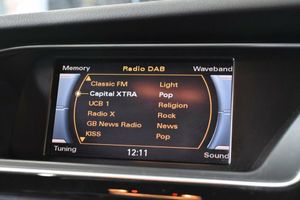 Memory Radio DAB Waveband
Classic FM Light
Capital XTRA Pop
UCB 1 Religion
Radio X Rock
GB News Radio News
KISS Pop
Tuning 12:11 Sound